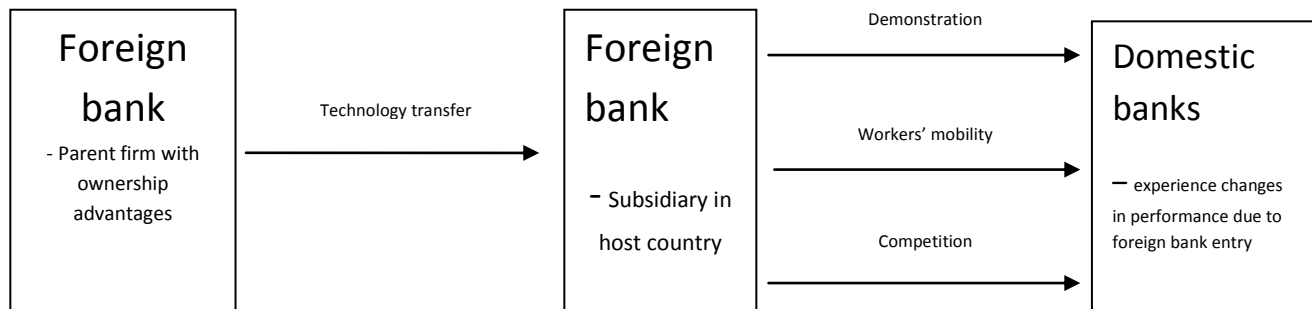 Foreign
bank
- Parent firm with
ownership
advantages
Technology transfer
Foreign
bank
- Subsidiary in
host country
Demonstration
Workers’ mobility
Competition
Domestic
banks
– experience changes
in performance due to
foreign bank entry